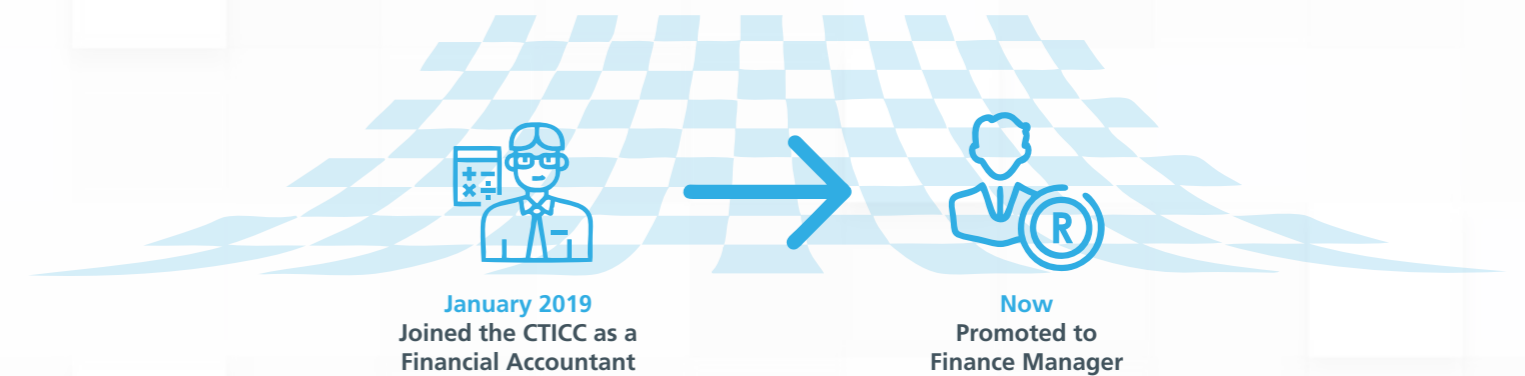 R
January 2019
Joined the CTICC as a
Financial Accountant
Now
Promoted to
Finance Manager